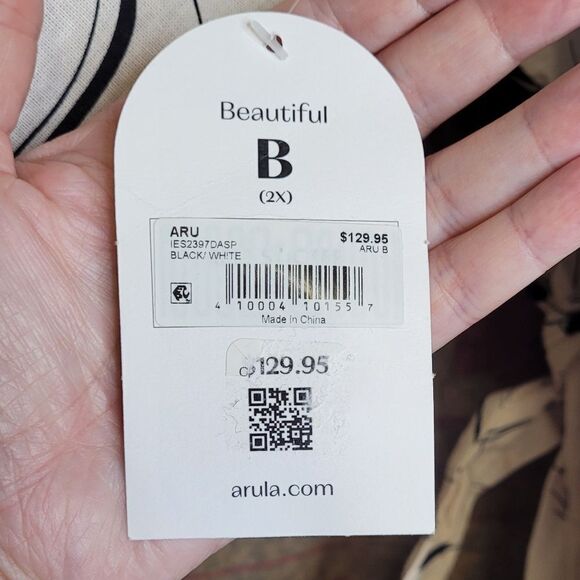 Beautiful
B
(2X)
ARU
IES2397DASP
$129.95
BLACK/ WHITE
ARU B
4 10004 10155 7
Made in China
129.95
arula.com